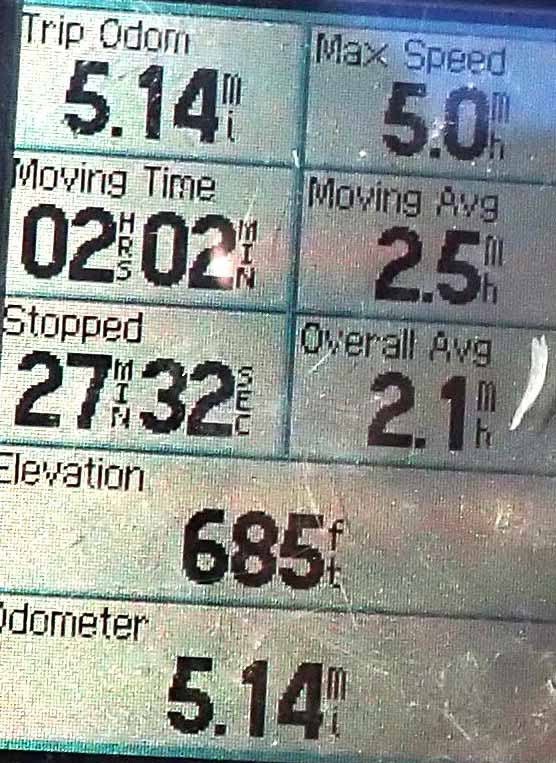 Trip Odom
5.14 mi
Max Speed
5.0 mh
Moving Time
02 HRS 02 MIN
Moving Avg
2.5 mh
Stopped
27 MIN 32 SEC
Overall Avg
2.1 mh
Elevation
685 ft
Odometer
5.14 mi